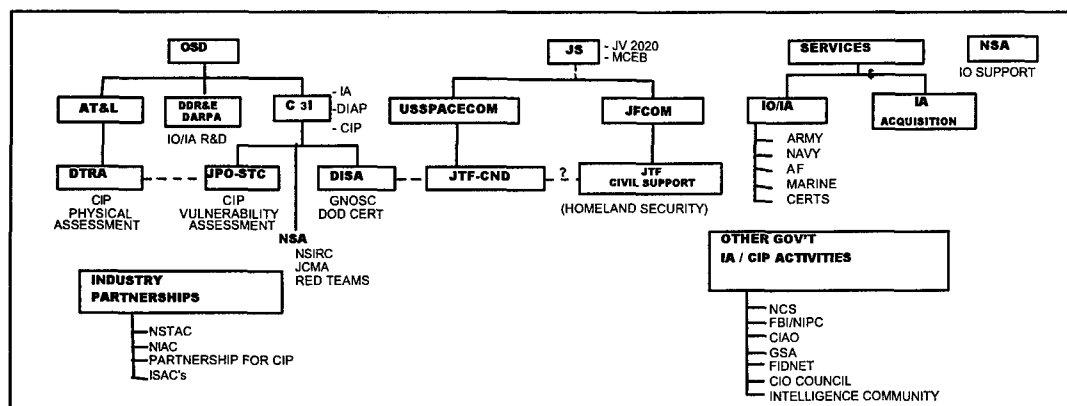 OSD
JS
- JV 2020
- MCEB
SERVICES
NSA
IO SUPPORT
AT&L
DDR&E
DARPA
IO/IA R&D
C 3I
- IA
-DIAP
- CIP
USSPACECOM
JFCOM
IO/IA
ARMY
NAVY
AF
MARINE
CERTS
IA
ACQUISITION
DTRA
CIP
PHYSICAL
ASSESSMENT
JPO-STC
CIP
VULNERABILITY
ASSESSMENT
DISA
GNOSC
DOD CERT
JTF-CND
?
JTF
CIVIL SUPPORT
(HOMELAND SECURITY)
NSA
NSIRC
JCMA
RED TEAMS
INDUSTRY
PARTNERSHIPS
NSTAC
NIAC
PARTNERSHIP FOR CIP
ISAC's
OTHER GOV'T
IA / CIP ACTIVITIES
NCS
FBI/NIPC
CIAO
GSA
FIDNET
CIO COUNCIL
INTELLIGENCE COMMUNITY